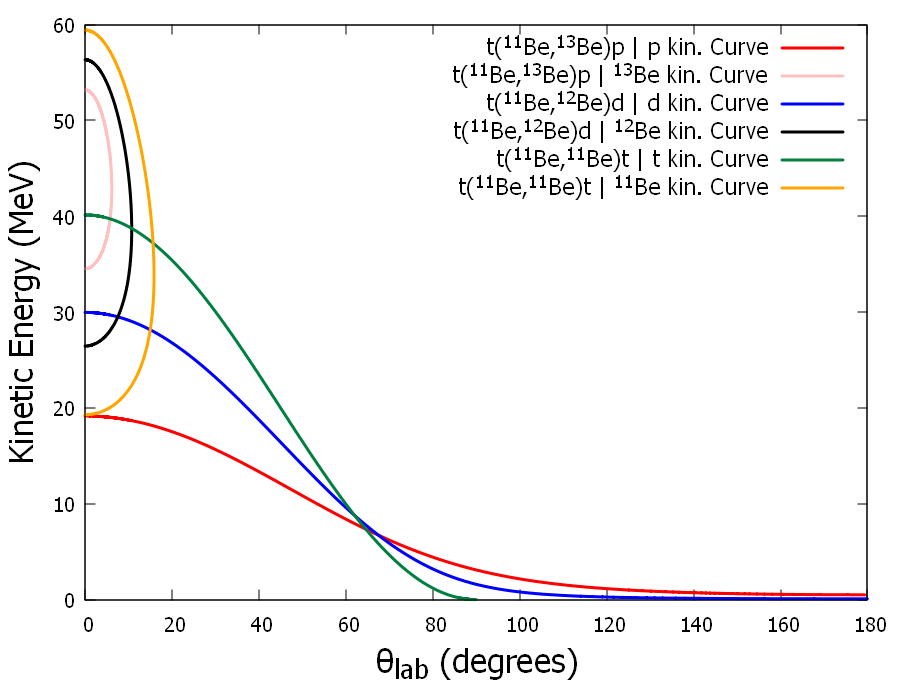 60
50
40
30
20
10
0
0 20 40 60 80 100 120 140 160 180
Kinetic Energy (MeV)
θlab (degrees)
t(¹¹Be,¹³Be)p | p kin. Curve
t(¹¹Be,¹³Be)p | ¹³Be kin. Curve
t(¹¹Be,¹²Be)d | d kin. Curve
t(¹¹Be,¹²Be)d | ¹²Be kin. Curve
t(¹¹Be,¹¹Be)t | t kin. Curve
t(¹¹Be,¹¹Be)t | ¹¹Be kin. Curve